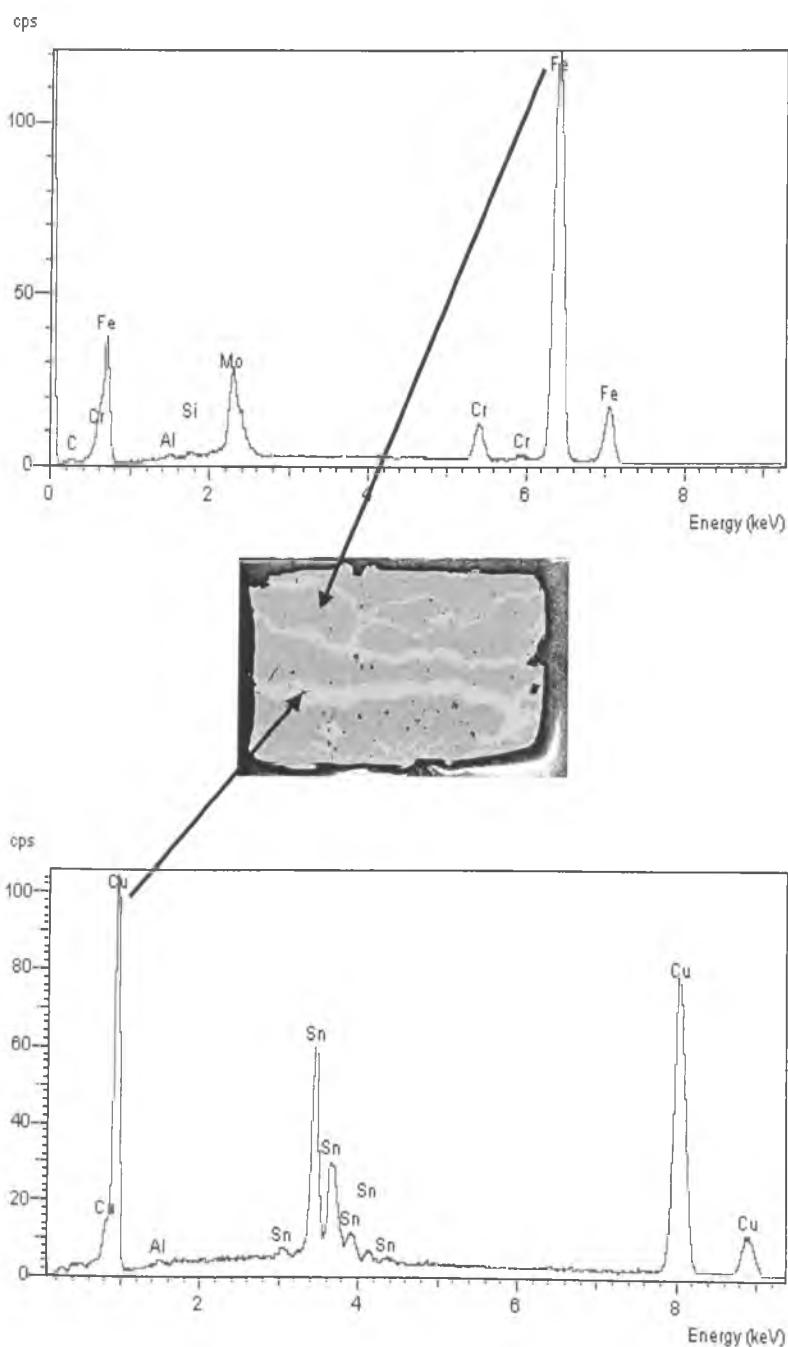 cps
Fe
100
50
Fe
Mo
Cr
Si
C
Al
Cr
Cr
Fe
0
0 2 4 6 8
Energy (keV)
cps
Cu
100
80
Cu
Sn
60
40
Sn
Sn
20
Cu
Sn
Cu
Al
Sn
Sn
0
2 4 6 8
Energy (keV)